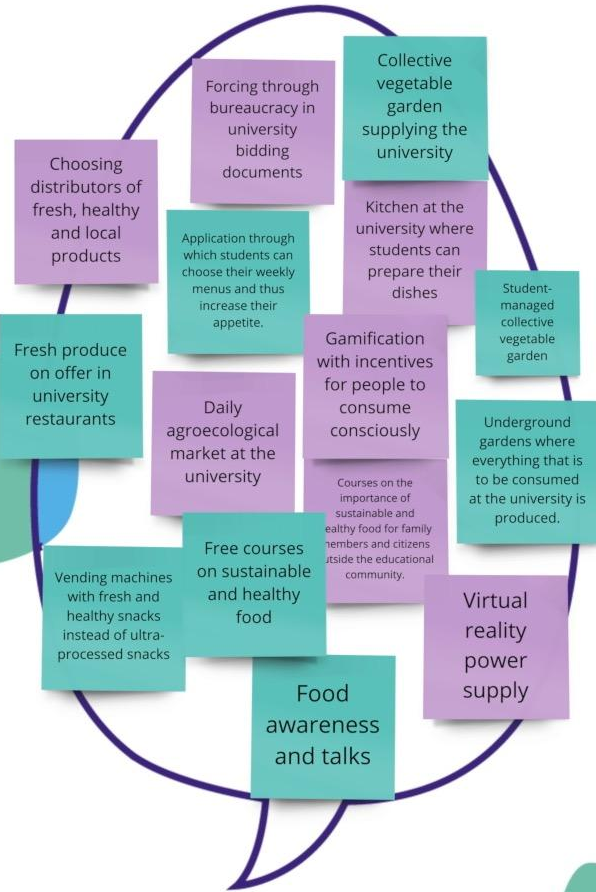 Collective
vegetable
garden
supplying the
university
Forcing through
bureaucracy in
university
bidding
documents
Choosing
distributors of
fresh, healthy
and local
products
Kitchen at the
university where
students can
prepare their
dishes
Application through
which students can
choose their weekly
menus and thus
increase their
appetite.
Student-
managed
collective
vegetable
garden
Fresh produce
on offer in
university
restaurants
Gamification
with incentives
for people to
consume
consciously
Daily
agroecological
market at the
university
Underground
gardens where
everything that is
to be consumed
at the university is
produced.
Courses on the
importance of
sustainable and
ealthy food for family
members and citizens
utside the educational
community.
Free courses
on sustainable
and healthy
food
Vending machines
with fresh and
healthy snacks
instead of ultra-
processed snacks
Virtual
reality
power
supply
Food
awareness
and talks